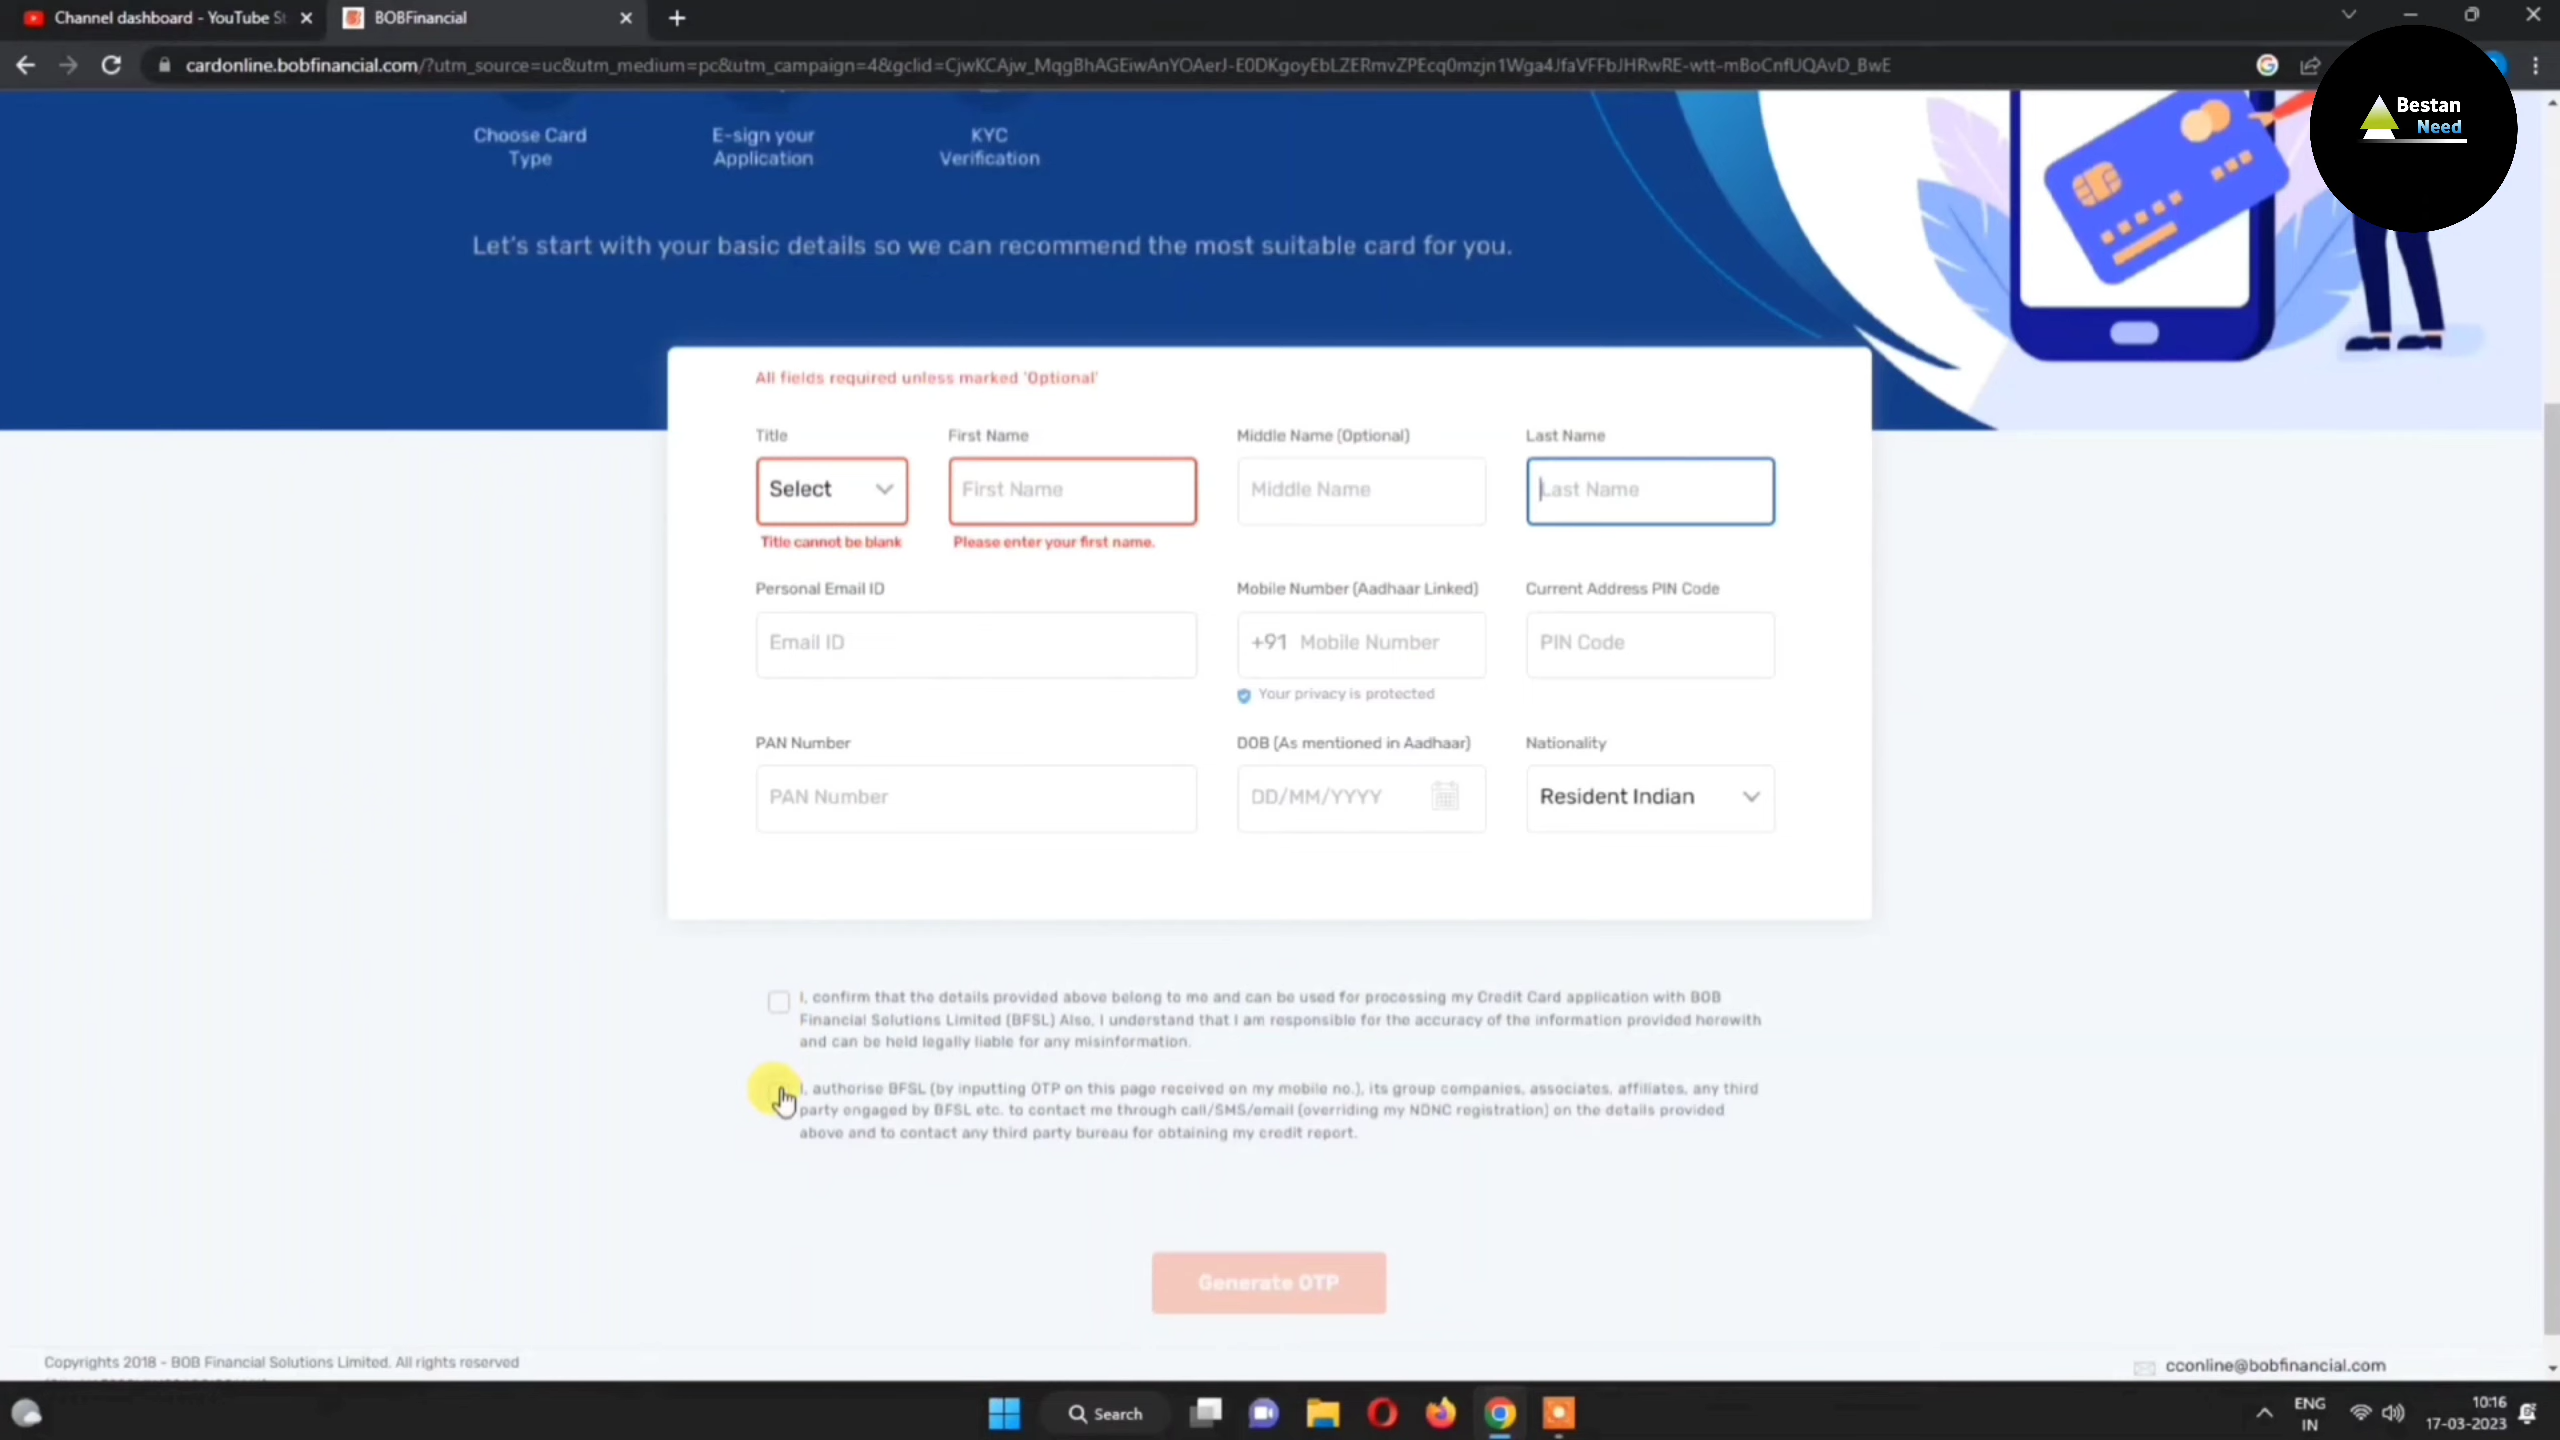 Channel dashboard - YouTube St
BOBFinancial
cardonline.bobfinancial.com/?utm_source=uc&utm_medium=pc&utm_campaign=4&gclid=CjwKCAjw_MqgBhAGEiwAnYOAerJ-E0DKgoyEbLZERmvZPEcq0mzjn1Wga4JfaVFFbJHRwRE-wtt-mBoCnfUQAvD_BwE
Bestan
Need
Choose Card
Type
E-sign your
Application
KYC
Verification
Let's start with your basic details so we can recommend the most suitable card for you.
All fields required unless marked 'Optional'
Title
First Name
Middle Name (Optional)
Last Name
Select
First Name
Middle Name
Last Name
Title cannot be blank
Please enter your first name.
Personal Email ID
Mobile Number (Aadhaar Linked)
Current Address PIN Code
Email ID
+91 Mobile Number
PIN Code
Your privacy is protected
PAN Number
DOB (As mentioned in Aadhaar)
Nationality
PAN Number
DD/MM/YYYY
Resident Indian
I, confirm that the details provided above belong to me and can be used for processing my Credit Card application with BOB
Financial Solutions Limited (BFSL) Also, I understand that I am responsible for the accuracy of the information provided herewith
and can be held legally liable for any misinformation.
I, authorise BFSL (by inputting OTP on this page received on my mobile no.), its group companies, associates, affiliates, any third
party engaged by BFSL etc. to contact me through call/SMS/email (overriding my NDNC registration) on the details provided
above and to contact any third party bureau for obtaining my credit report.
Generate OTP
Copyrights 2018 - BOB Financial Solutions Limited. All rights reserved
cconline@bobfinancial.com
Search
ENG
IN
10:16
17-03-2023